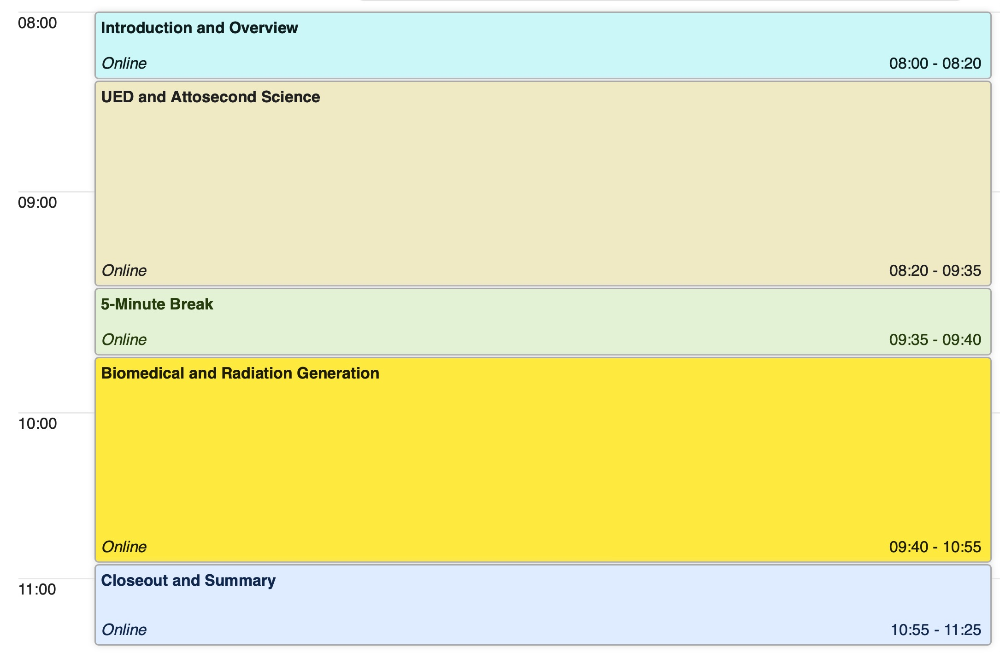 08:00
Introduction and Overview
Online
08:00 - 08:20
UED and Attosecond Science
09:00
Online
08:20 - 09:35
5-Minute Break
Online
09:35 - 09:40
Biomedical and Radiation Generation
10:00
Online
09:40 - 10:55
Closeout and Summary
11:00
Online
10:55 - 11:25